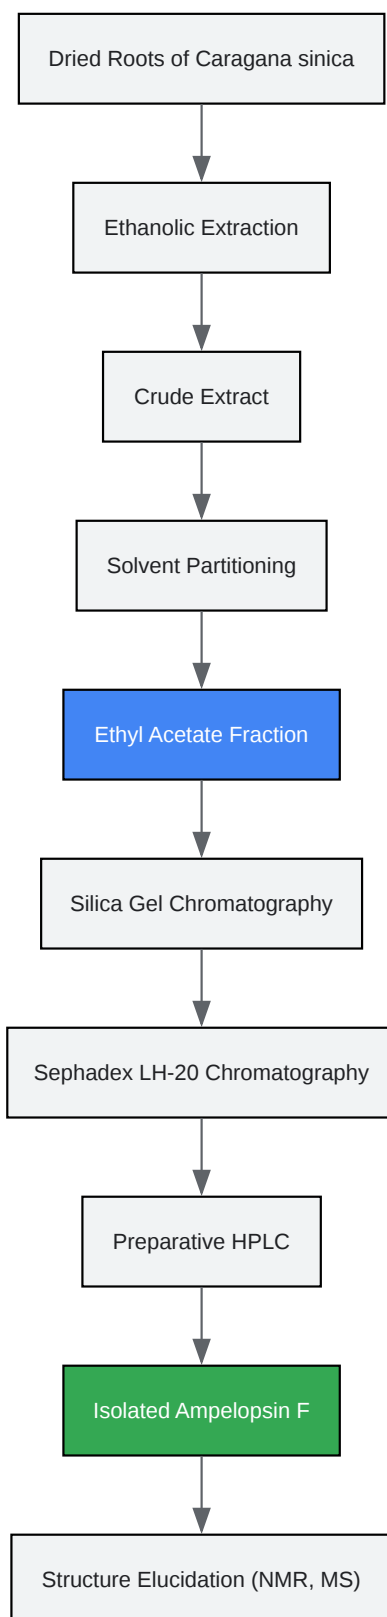 Dried Roots of Caragana sinica
Ethanolic Extraction
Crude Extract
Solvent Partitioning
Ethyl Acetate Fraction
Silica Gel Chromatography
Sephadex LH-20 Chromatography
Preparative HPLC
Isolated Ampelopsin F
Structure Elucidation (NMR, MS)